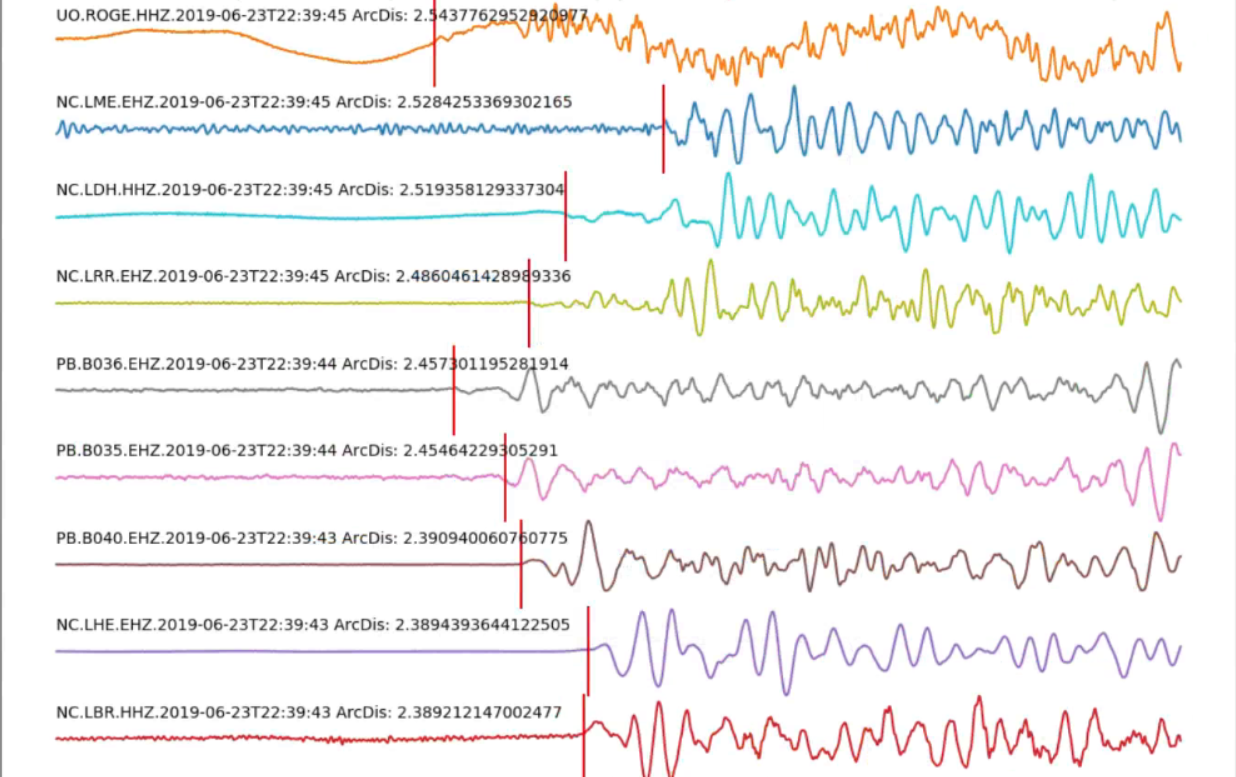 UO.ROGE.HHZ.2019-06-23T22:39:45 ArcDis: 2.5437762952920977
NC.LME.EHZ.2019-06-23T22:39:45 ArcDis: 2.5284253369302165
NC.LDH.HHZ.2019-06-23T22:39:45 ArcDis: 2.519358129337304
NC.LRR.EHZ.2019-06-23T22:39:45 ArcDis: 2.4860461428989336
PB.B036.EHZ.2019-06-23T22:39:44 ArcDis: 2.457301195281914
PB.B035.EHZ.2019-06-23T22:39:44 ArcDis: 2.45464229305291
PB.B040.EHZ.2019-06-23T22:39:43 ArcDis: 2.390940060760775
NC.LHE.EHZ.2019-06-23T22:39:43 ArcDis: 2.3894393644122505
NC.LBR.HHZ.2019-06-23T22:39:43 ArcDis: 2.389212147002477